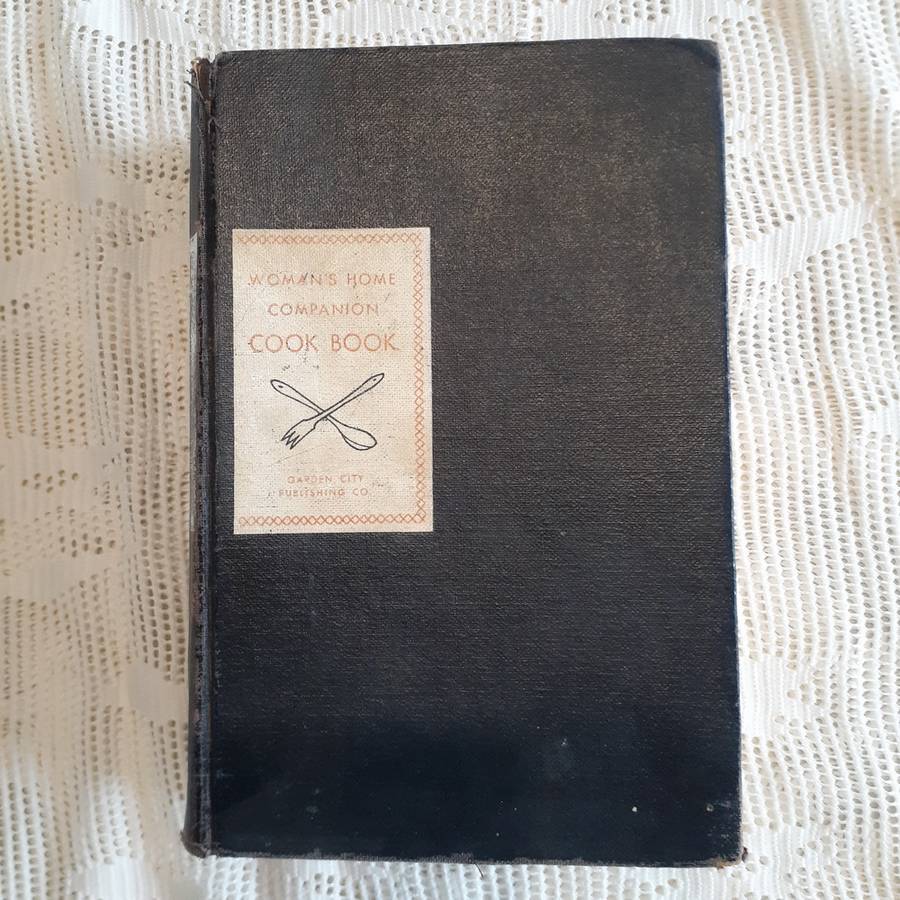 WOMAN'S HOME
COMPANION
COOK BOOK
GARDEN CITY
PUBLISHING CO.